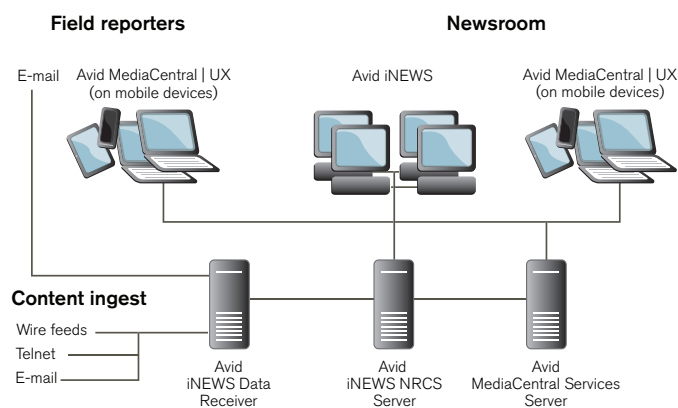 Field reporters
Newsroom
E-mail
Avid MediaCentral | UX
(on mobile devices)
Avid iNEWS
Avid MediaCentral | UX
(on mobile devices)
Content ingest
Wire feeds
Telnet
E-mail
Avid
iNEWS Data
Receiver
Avid
iNEWS NRCS
Server
Avid
MediaCentral Services
Server